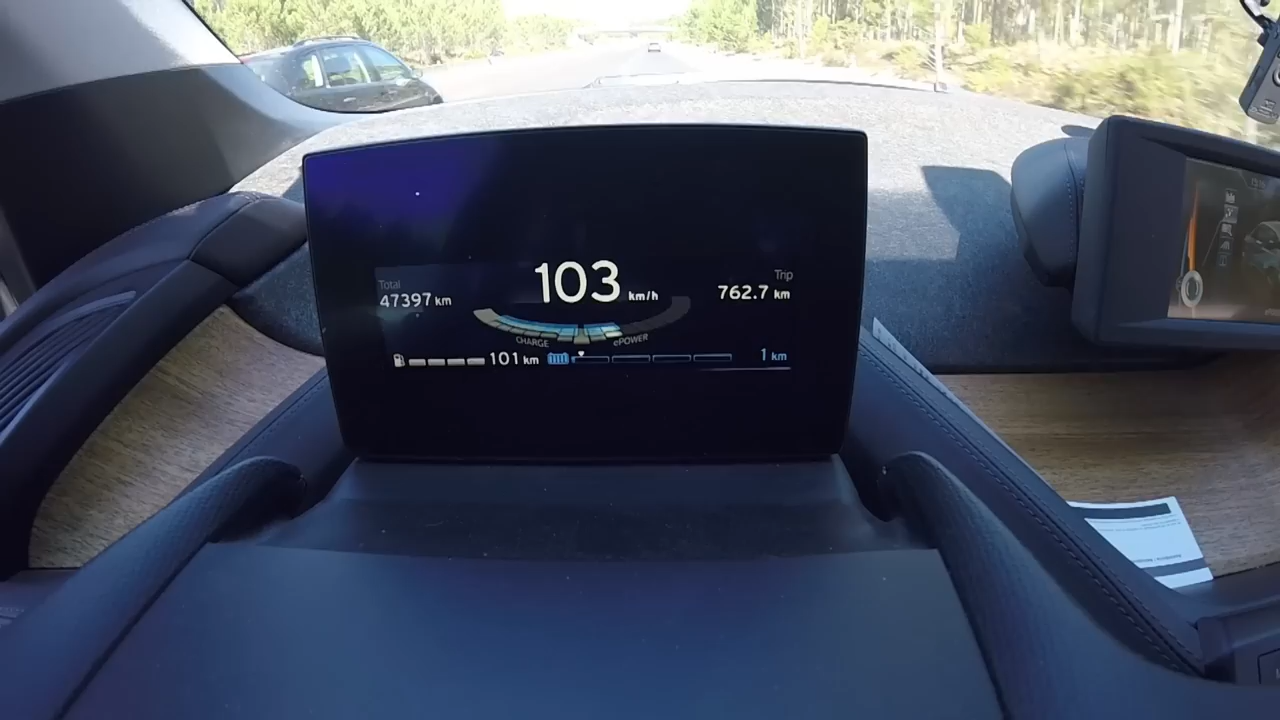 Total
47397 km
103 km/h
Trip
762.7 km
CHARGE
ePOWER
101 km
1 km